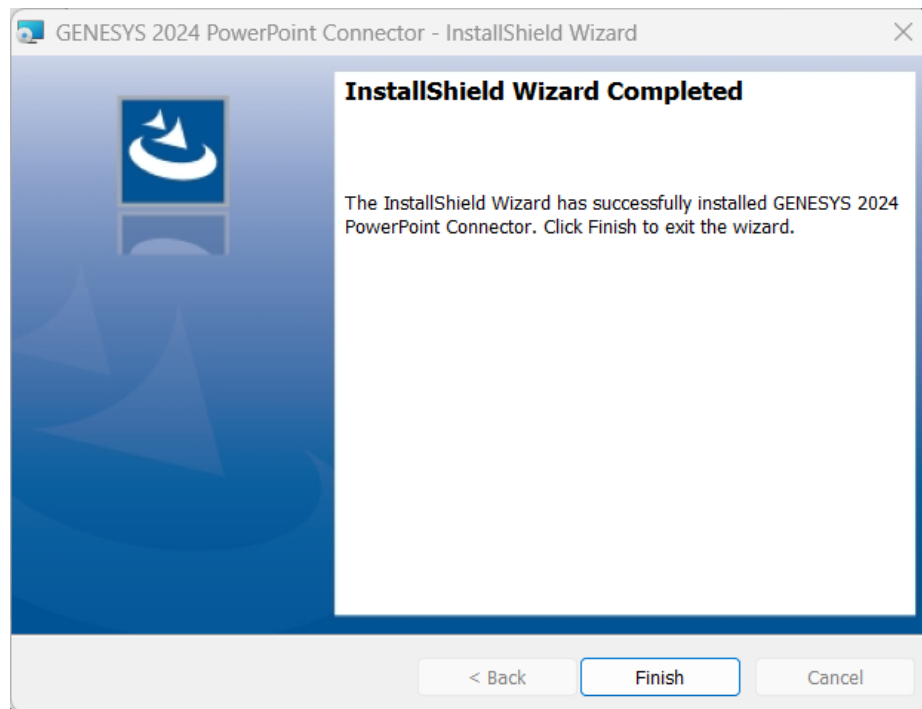 GENESYS 2024 PowerPoint Connector - InstallShield Wizard
InstallShield Wizard Completed
The InstallShield Wizard has successfully installed GENESYS 2024
PowerPoint Connector. Click Finish to exit the wizard.
< Back
Finish
Cancel